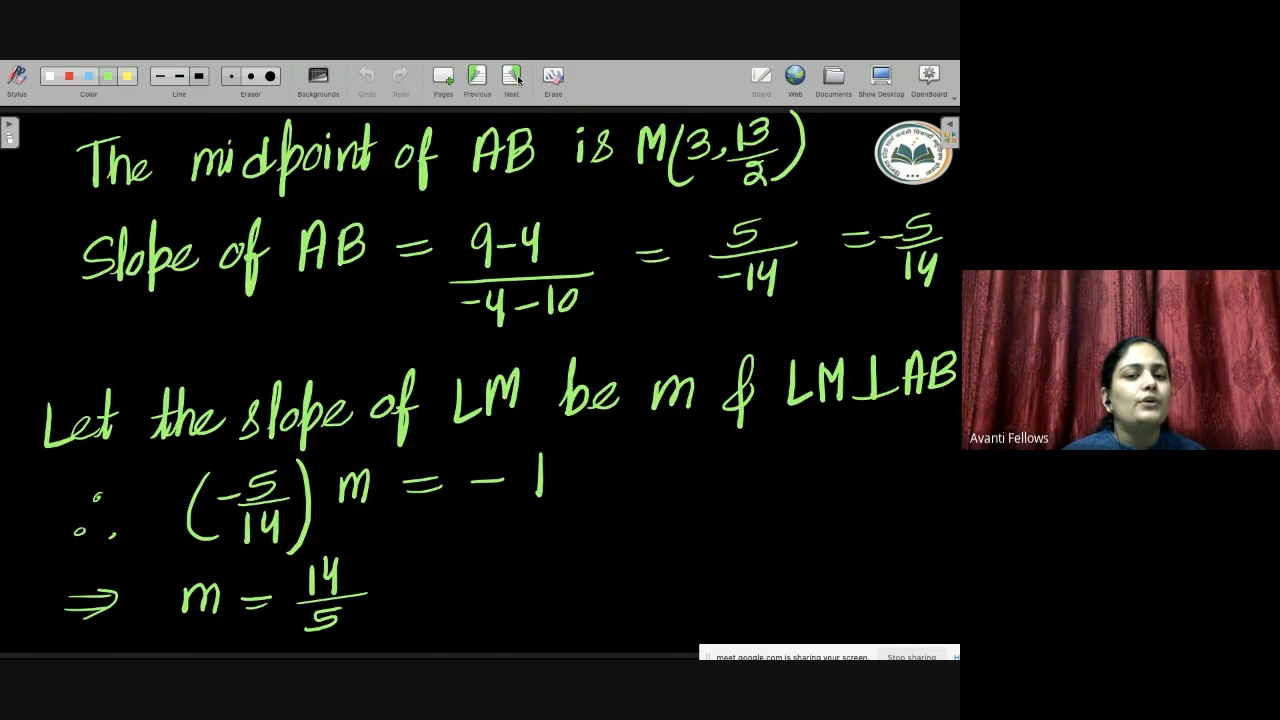 Stylus Color Line Eraser Backgrounds Undo Redo Pages Previous Next Erase Board Web Documents Show Desktop OpenBoard
The midpoint of AB is M(3, 13/2)
Slope of AB = 9-4/-4-10 = 5/-14 = -5/14
Let the slope of LM be m & LM⊥AB
∴ (-5/14) m = -1
⇒ m = 14/5
Avanti Fellows
meet.google.com is sharing your screen. Stop sharing H